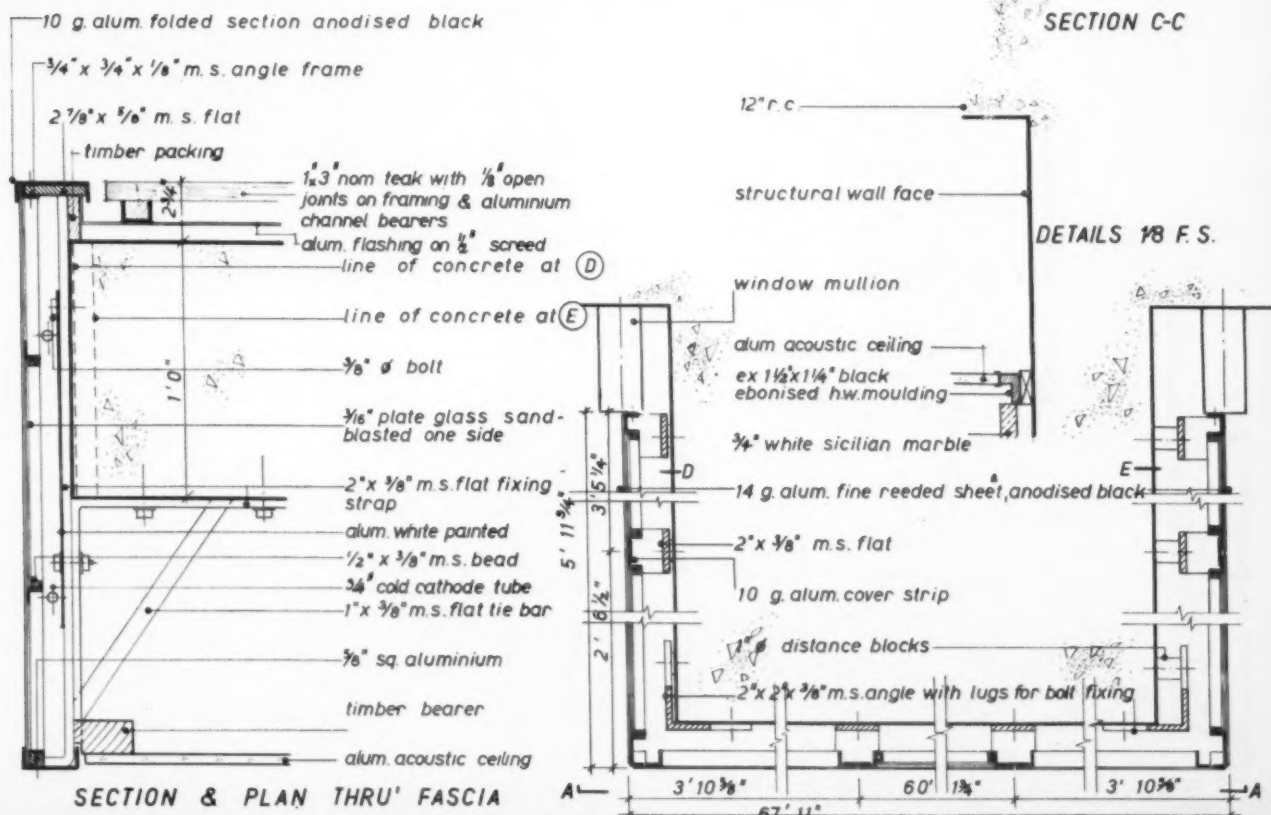 10 g. alum. folded section anodised black
3/4" x 3/4" x 1/8" m.s. angle frame
2 7/8" x 5/8" m.s. flat
timber packing
1" x 3" nom teak with 1/8" open
joints on framing & aluminium
channel bearers
2 3/4"
alum. flashing on 1/2" screed
line of concrete at D
line of concrete at E
3/8" ø bolt
1' 0"
3/16" plate glass sand-
blasted one side
2" x 3/8" m.s. flat fixing
strap
alum. white painted
1/2" x 3/8" m.s. bead
3/4" cold cathode tube
1" x 3/8" m.s. flat tie bar
5/8" sq. aluminium
timber bearer
alum. acoustic ceiling
SECTION & PLAN THRU' FASCIA
SECTION C-C
12" r.c.
structural wall face
DETAILS 1/8 F.S.
window mullion
alum acoustic ceiling
ex 1 1/2" x 1 1/4" black
ebonised h.w. moulding
3/4" white sicilian marble
D
E
14 g. alum. fine reeded sheet, anodised black
2" x 3/8" m.s. flat
10 g. alum. cover strip
1" ø distance blocks
2" x 2" x 3/8" m.s. angle with lugs for bolt fixing
5' 11 3/4"
3' 5 1/4"
2' 6 1/2"
A
3' 10 3/8"
60' 1 3/4"
3' 10 3/8"
A
67' 11"